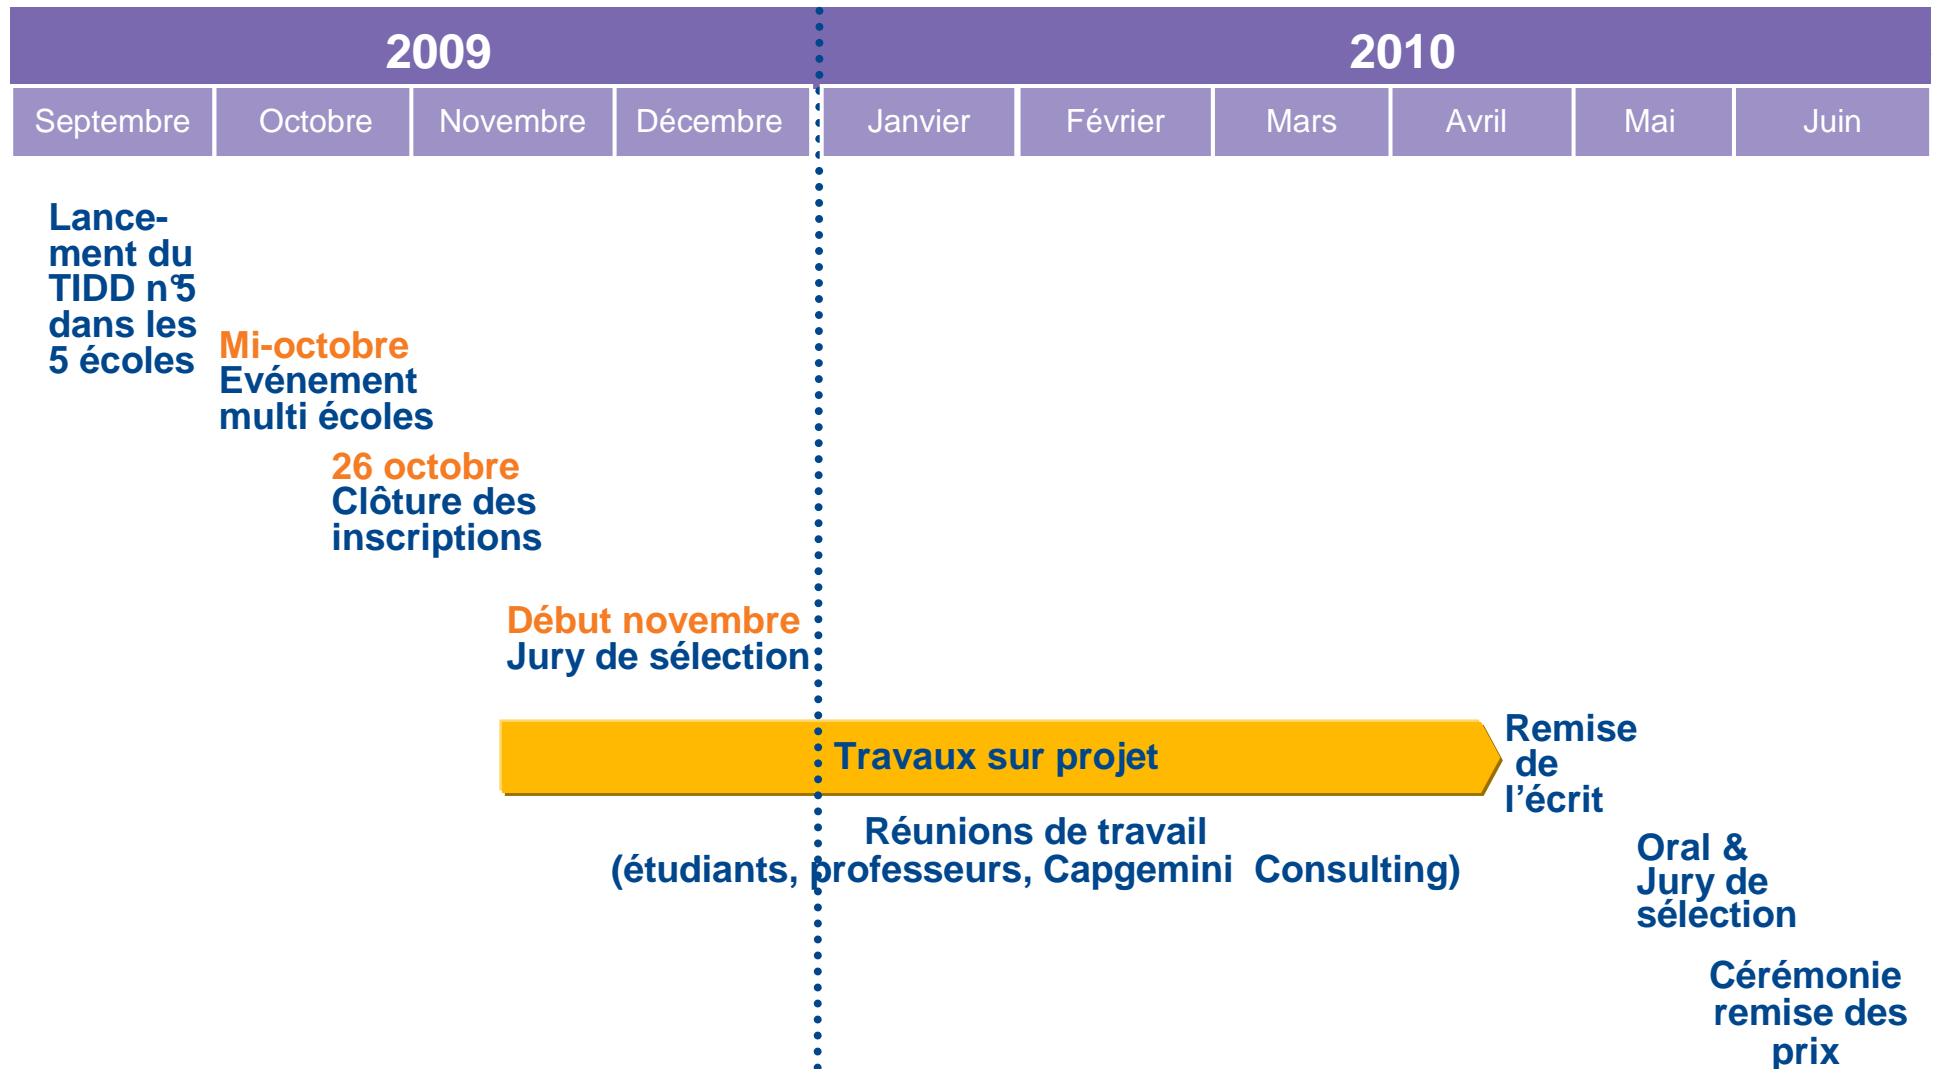 2009 2010
Septembre Octobre Novembre Décembre Janvier Février Mars Avril Mai Juin
Lance-
ment du
TIDD n°5
dans les
5 écoles
Mi-octobre
Evénement
multi écoles
26 octobre
Clôture des
inscriptions
Début novembre
Jury de sélection
Travaux sur projet
Remise
de
l’écrit
Réunions de travail
(étudiants, professeurs, Capgemini Consulting)
Oral &
Jury de
sélection
Cérémonie
remise des
prix